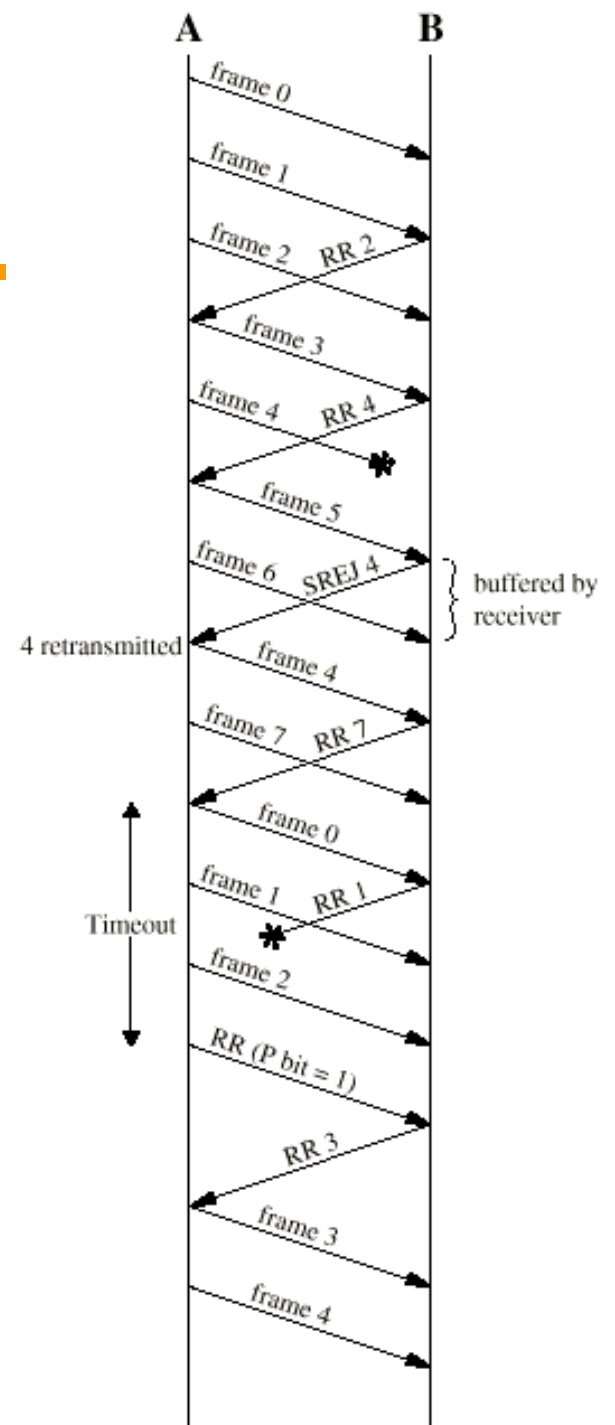 A
B
frame 0
frame 1
frame 2
RR 2
frame 3
frame 4
RR 4
frame 5
frame 6
SREJ 4
buffered by
receiver
4 retransmitted
frame 4
frame 7
RR 7
frame 0
frame 1
RR 1
Timeout
frame 2
RR (P bit = 1)
RR 3
frame 3
frame 4